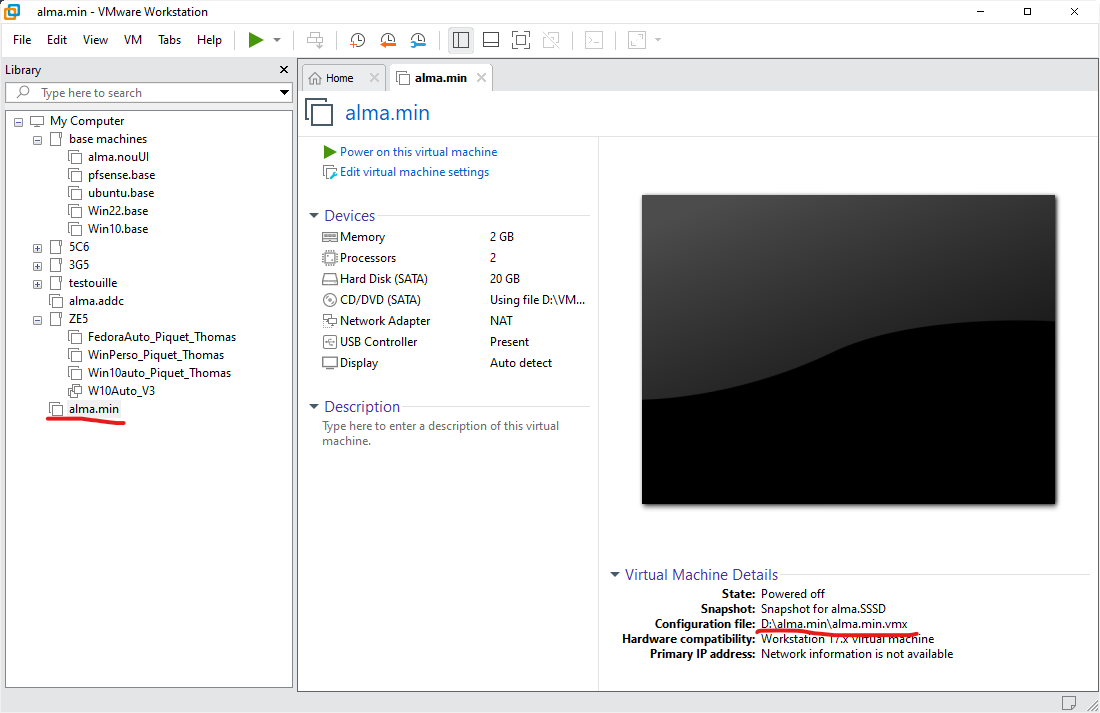 alma.min - VMware Workstation
File Edit View VM Tabs Help
Library
Type here to search
My Computer
base machines
alma.nouUI
pfsense.base
ubuntu.base
Win22.base
Win10.base
5C6
3G5
testouille
alma.addc
ZE5
FedoraAuto_Piquet_Thomas
WinPerso_Piquet_Thomas
Win10auto_Piquet_Thomas
W10Auto_V3
alma.min
Home
alma.min
alma.min
Power on this virtual machine
Edit virtual machine settings
Devices
Memory 2 GB
Processors 2
Hard Disk (SATA) 20 GB
CD/DVD (SATA) Using file D:\VM...
Network Adapter NAT
USB Controller Present
Display Auto detect
Description
Type here to enter a description of this virtual
machine.
Virtual Machine Details
State: Powered off
Snapshot: Snapshot for alma.SSSD
Configuration file: D:\alma.min\alma.min.vmx
Hardware compatibility: Workstation 17.x virtual machine
Primary IP address: Network information is not available